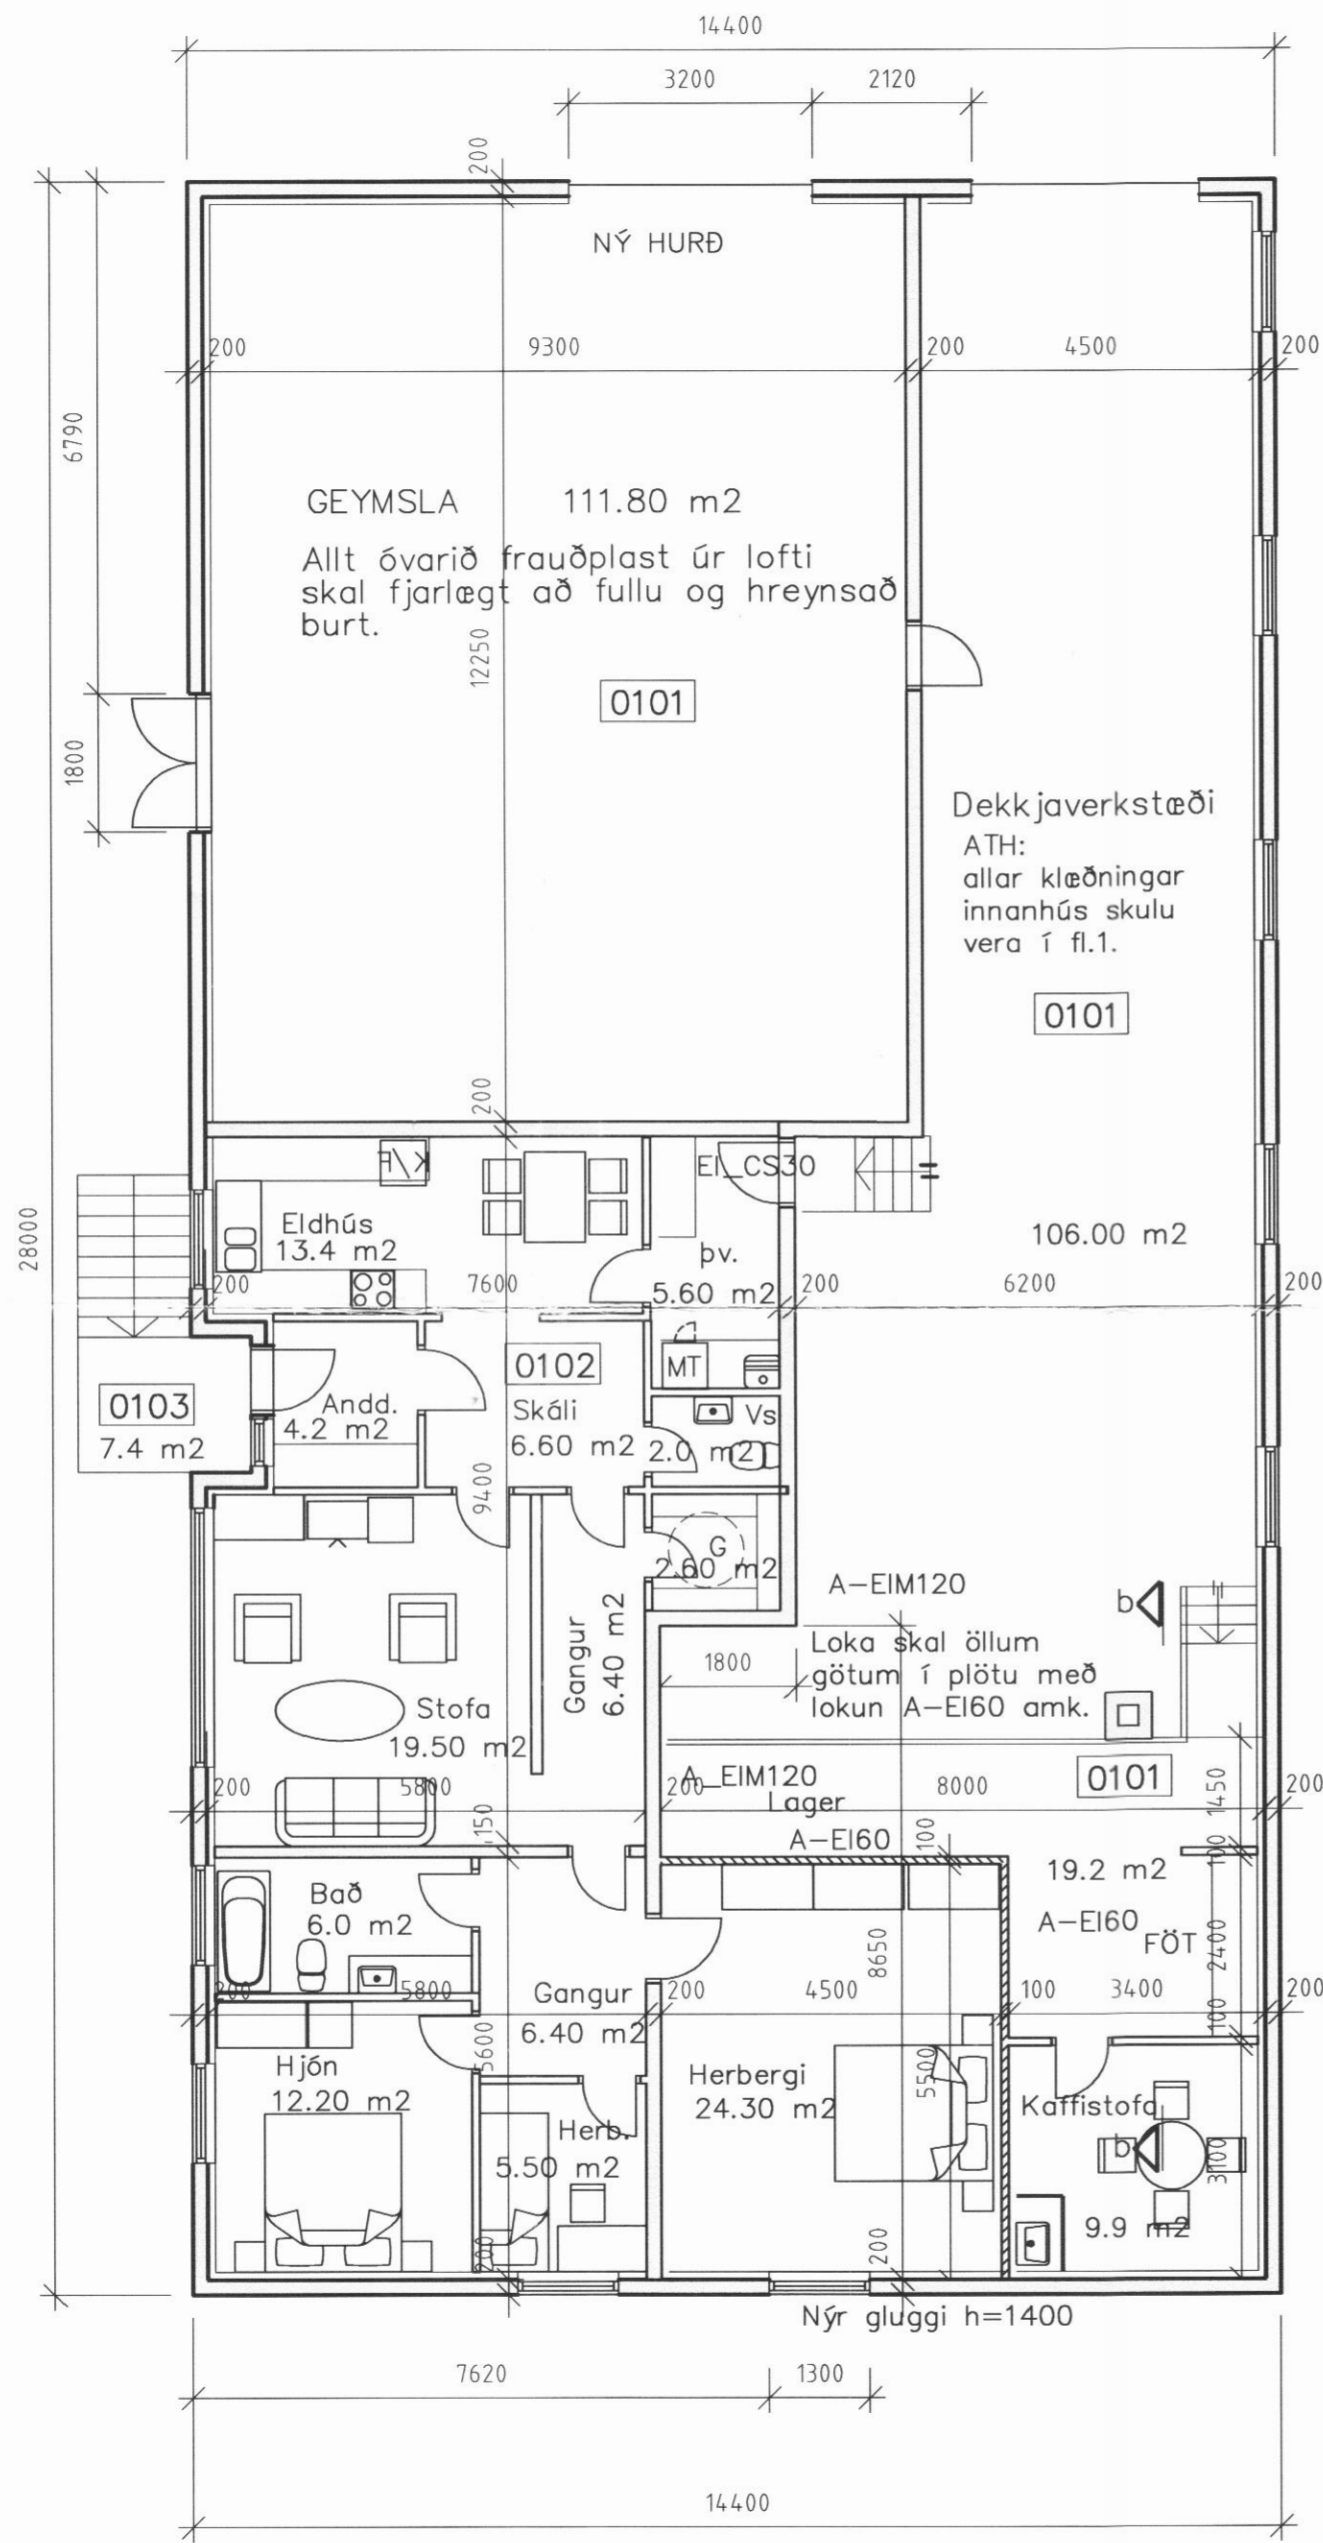 14400
3200
2120
200
NÝ HURÐ
200
9300
200
4500
200
6790
GEYMSLA 111.80 m2
Allt óvarið frauðplast úr lofti
skal fjarlægt að fullu og hreynsað
burt.
12250
0101
1800
Dekkjaverkstæði
ATH:
allar klæðningar
innanhús skulu
vera í fl.1.
0101
200
K\F
EI_CS30
28000
Eldhús
13.4 m2
þv.
5.60 m2
106.00 m2
200
7600
200
6200
200
0102
MT
0103
7.4 m2
Andd.
4.2 m2
Skáli
6.60 m2
Vs
2.0 m2
9400
G
2.60 m2
A-EIM120
b
Gangur
6.40 m2
1800
Loka skal öllum
götum í plötu með
lokun A-EI60 amk.
Stofa
19.50 m2
A_EIM120
0101
200
5800
200
8000
1450
200
Lager
150
A-EI60
100
100
19.2 m2
Bað
6.0 m2
A-EI60
FÖT
2400
8650
200
5800
Gangur
6.40 m2
200
4500
100
3400
100
200
5600
Hjón
12.20 m2
Herbergi
24.30 m2
5500
Kaffistofa
b
3100
Herb.
5.50 m2
9.9 m2
200
200
Nýr gluggi h=1400
7620
1300
14400